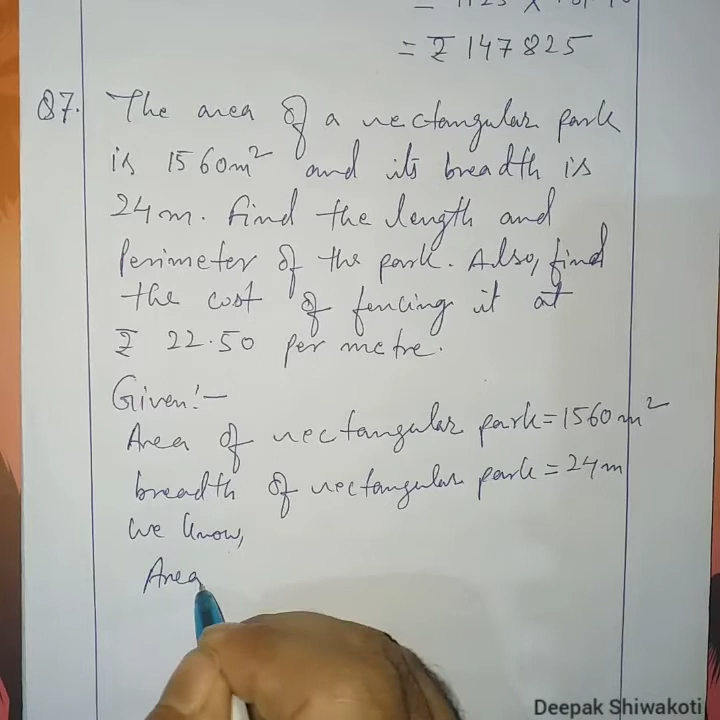 = ₹ 147825
Q7. The area of a rectangular park
is 1560m² and its breadth is
24m. Find the length and
Perimeter of the park. Also, find
the cost of fencing it at
₹ 22.50 per metre.
Given:-
Area of rectangular park = 1560m²
breadth of rectangular park = 24m
We know,
Area
Deepak Shiwakoti